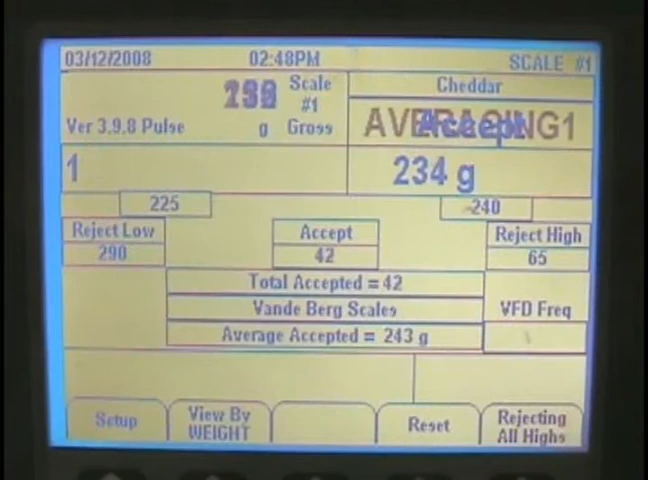 03/12/2008 02:48PM SCALE #1
Scale #1
Cheddar
Ver 3.9.8 Pulse g Gross
Accept
1 234 g
225 240
Reject Low Accept Reject High
290 42 65
Total Accepted = 42
Vande Berg Scales VFD Freq
Average Accepted = 243 g
Setup View By WEIGHT Reset Rejecting All Highs